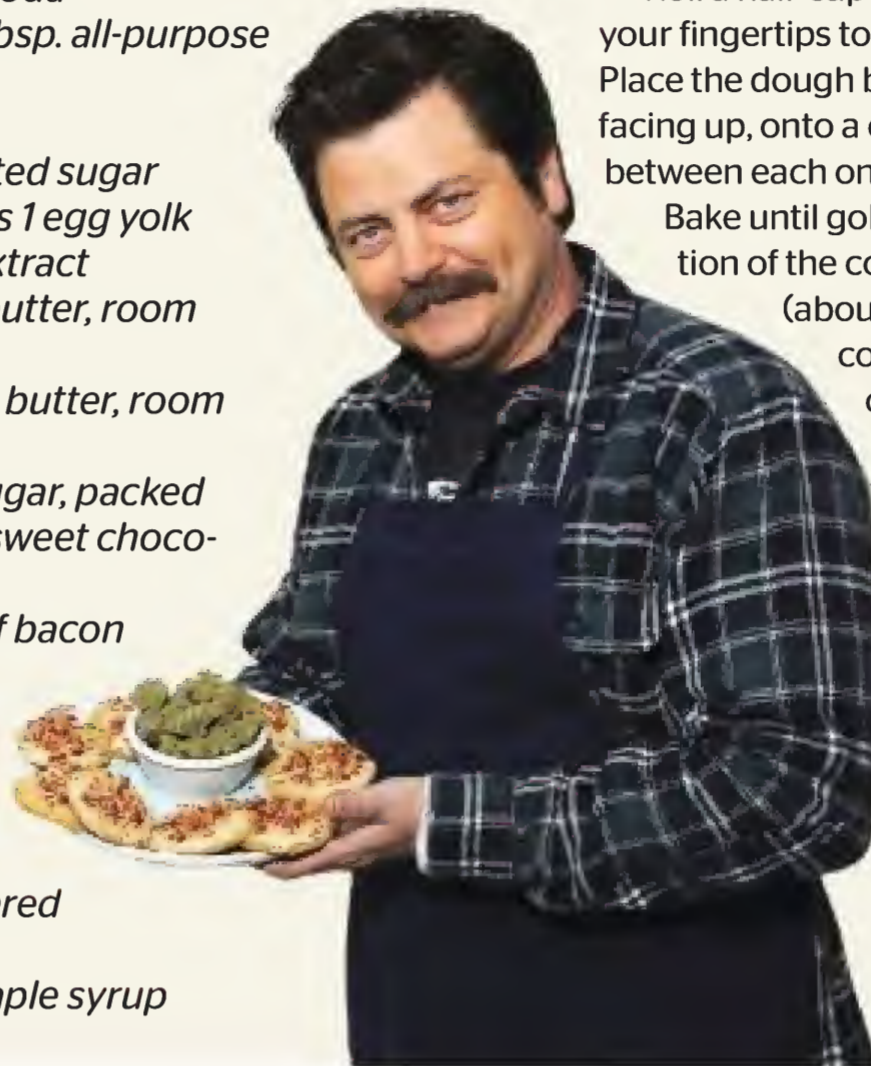 bsp. all-purpose
ted sugar
s 1 egg yolk
xtract
utter, room
butter, room
gar, packed
sweet choco-
f bacon
red
ple syrup
your fingertips to
Place the dough b
facing up, onto a
between each on
Bake until gol
tion of the co
(abou
co